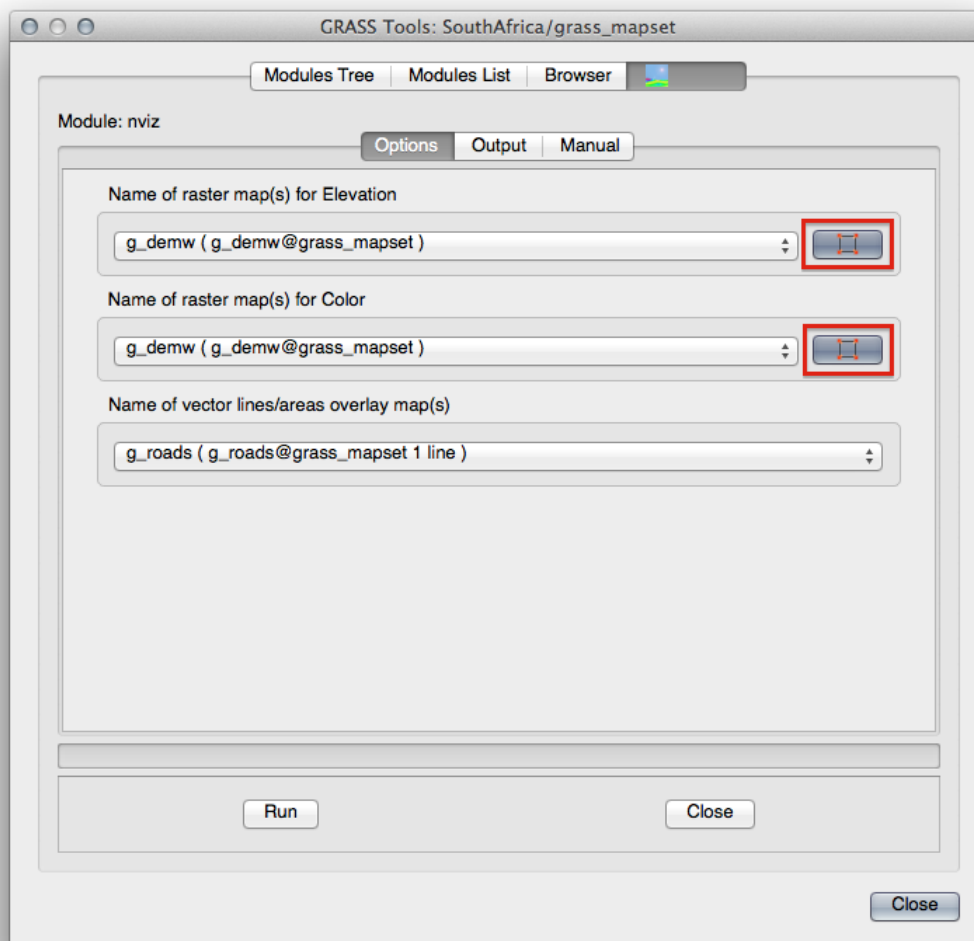 GRASS Tools: SouthAfrica/grass_mapset
Modules Tree Modules List Browser
Module: nviz
Options Output Manual
Name of raster map(s) for Elevation
g_demw ( g_demw@grass_mapset )
Name of raster map(s) for Color
g_demw ( g_demw@grass_mapset )
Name of vector lines/areas overlay map(s)
g_roads ( g_roads@grass_mapset 1 line )
Run Close
Close